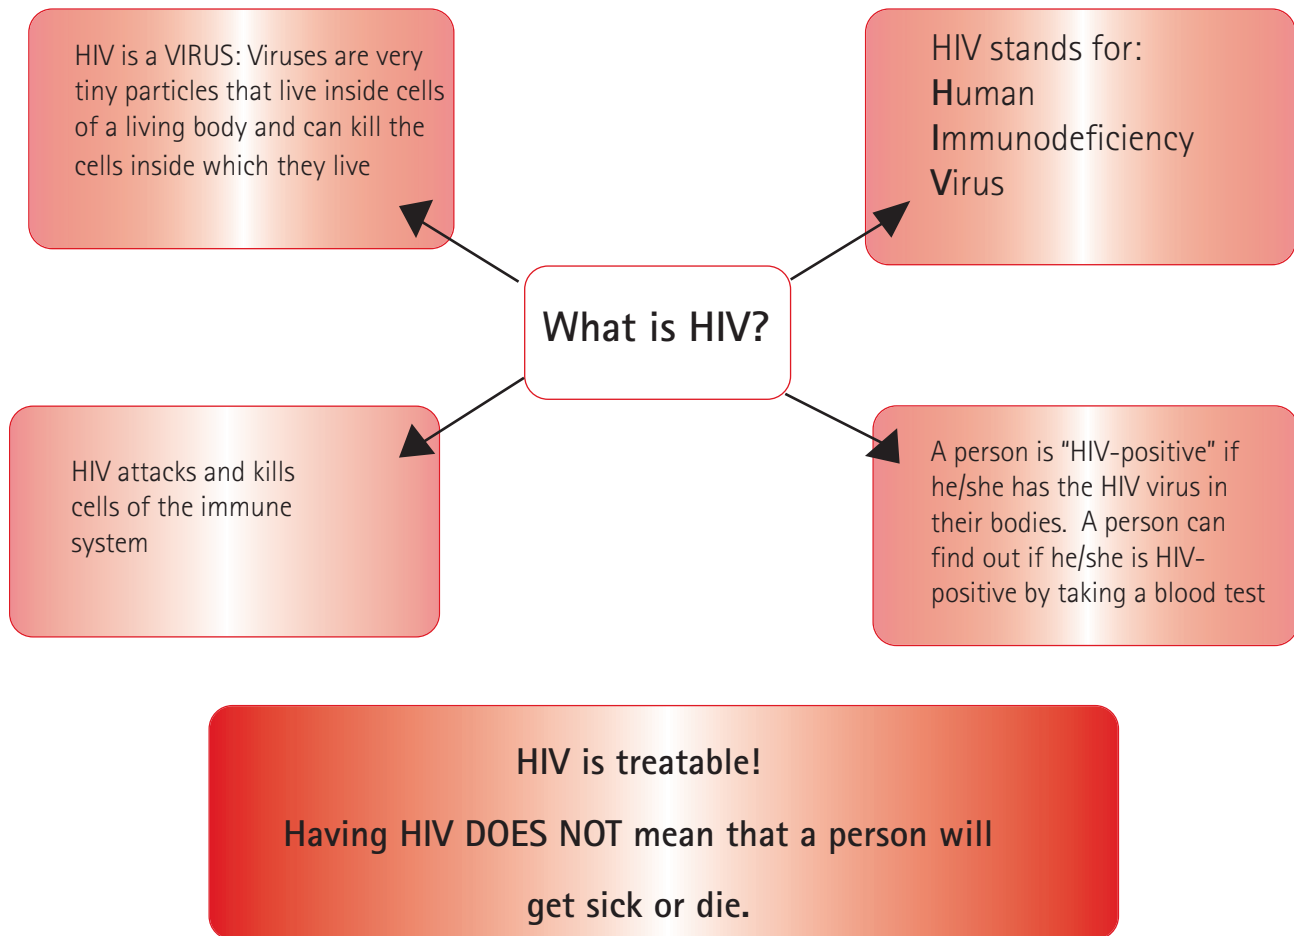 HIV is a VIRUS: Viruses are very
tiny particles that live inside cells
of a living body and can kill the
cells inside which they live
HIV stands for:
Human
Immunodeficiency
Virus
What is HIV?
HIV attacks and kills
cells of the immune
system
A person is "HIV-positive" if
he/she has the HIV virus in
their bodies.  A person can
find out if he/she is HIV-
positive by taking a blood test
HIV is treatable!
Having HIV DOES NOT mean that a person will
get sick or die.